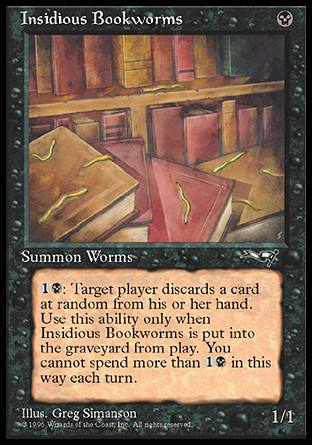 Insidious Bookworms
Summon Worms
1: Target player discards a card
at random from his or her hand.
Use this ability only when
Insidious Bookworms is put into
the graveyard from play. You
cannot spend more than 1 in this
way each turn.
Illus. Greg Simanson
© 1996 Wizards of the Coast, Inc. All rights reserved.
1/1